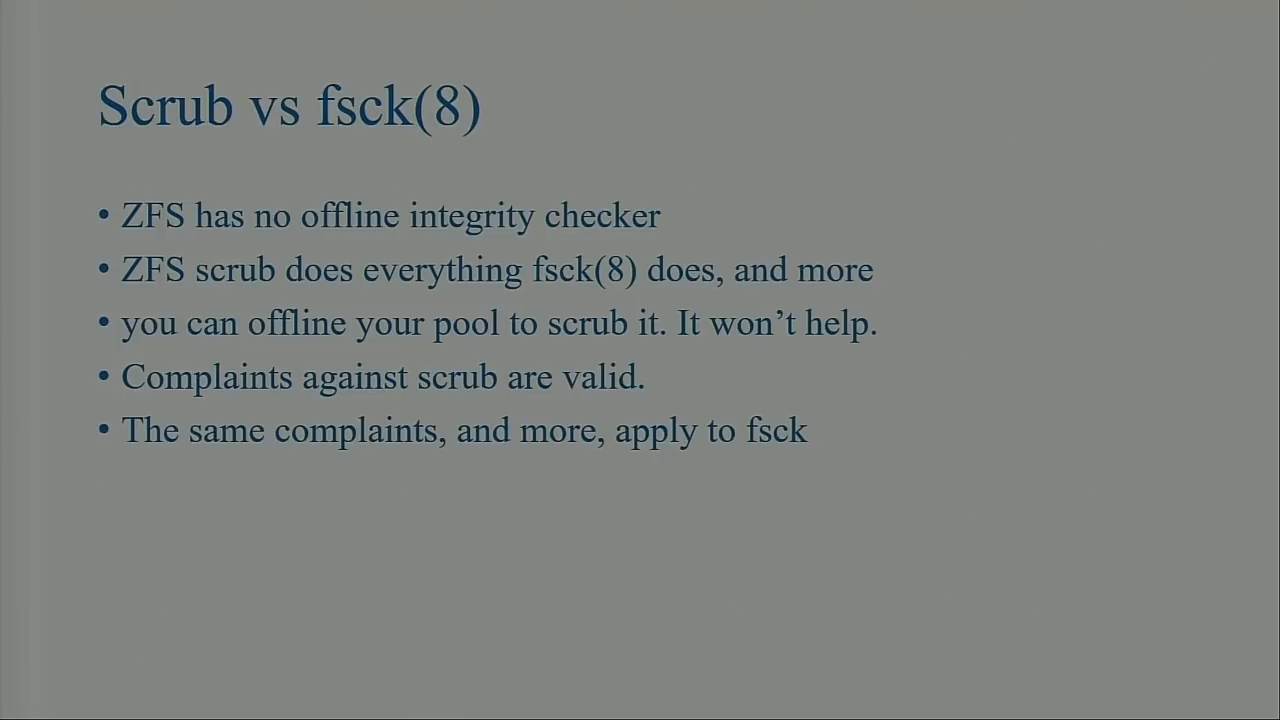 Scrub vs fsck(8)
• ZFS has no offline integrity checker
• ZFS scrub does everything fsck(8) does, and more
• you can offline your pool to scrub it. It won’t help.
• Complaints against scrub are valid.
• The same complaints, and more, apply to fsck